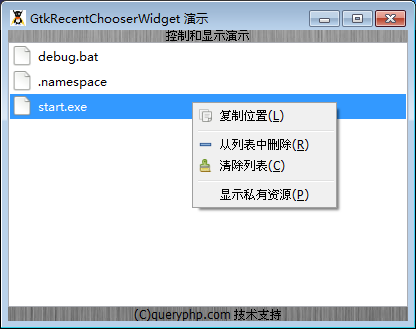 GtkRecentChooserWidget 演示
控制和显示演示
debug.bat
.namespace
start.exe
复制位置(L)
从列表中删除(R)
清除列表(C)
显示私有资源(P)
(C)queryphp.com 技术支持